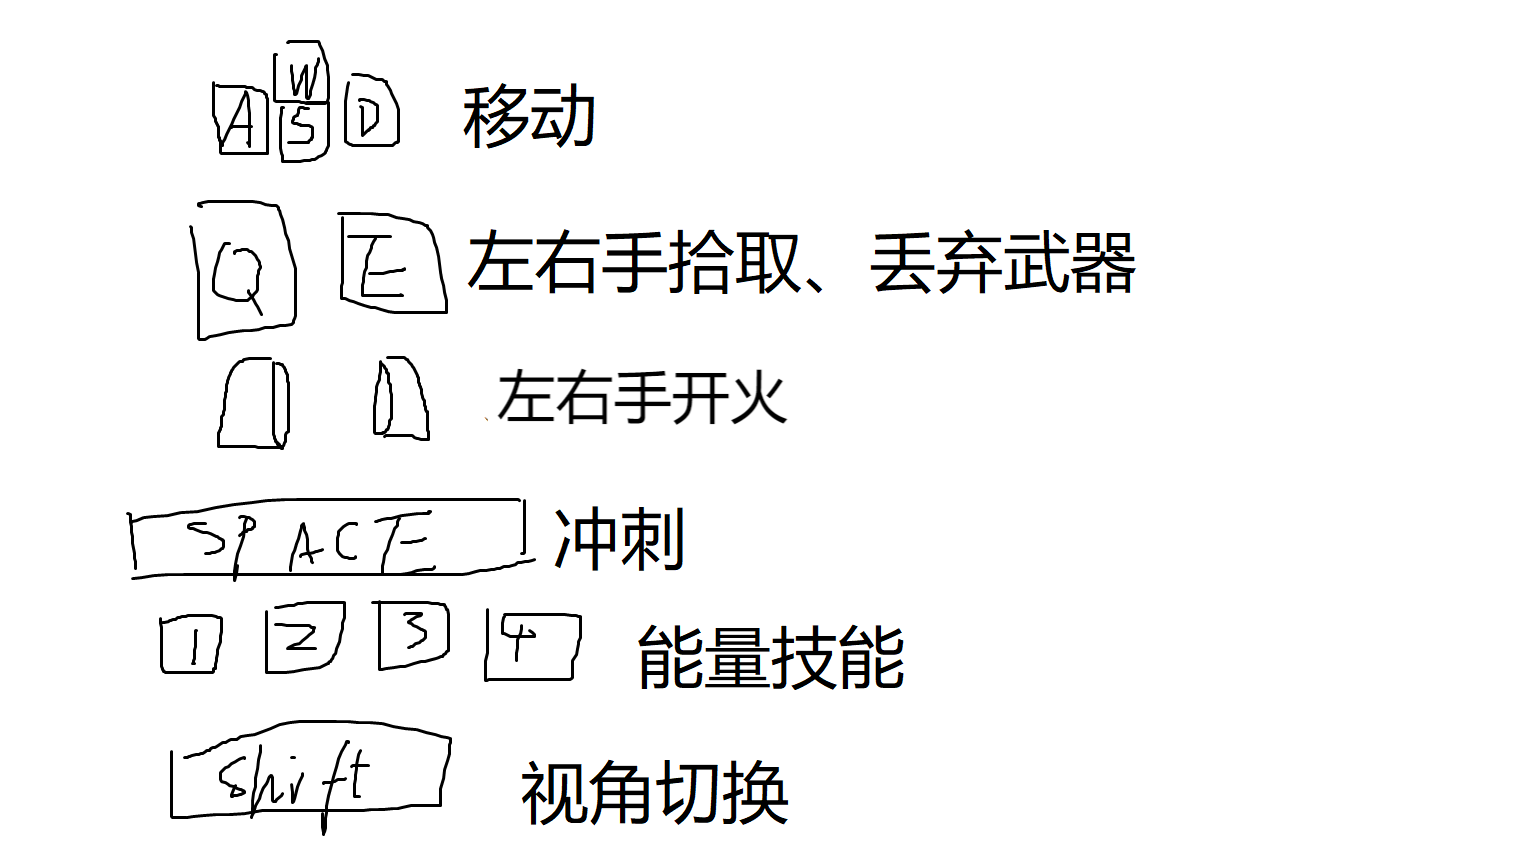 W
A S D 移动
Q E 左右手拾取、丢弃武器
、左右手开火
SPACE 冲刺
1 2 3 4 能量技能
Shift 视角切换